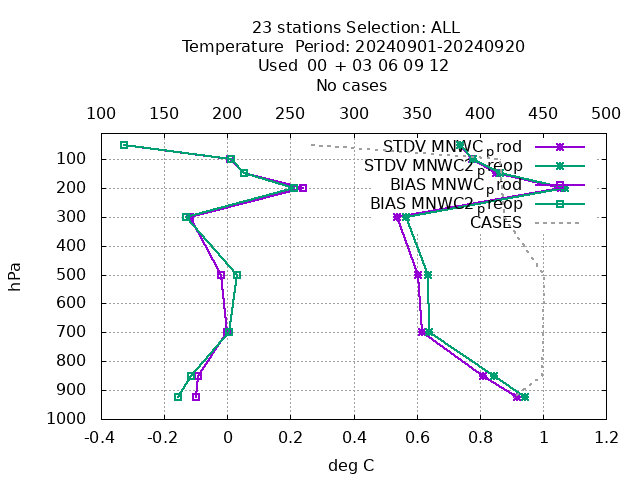 23 stations Selection: ALL
Temperature  Period: 20240901-20240920
Used  00 + 03 06 09 12
No cases
100 150 200 250 300 350 400 450 500
STDV MNWC_prod
STDV MNWC2_preop
BIAS MNWC_prod
BIAS MNWC2_preop
CASES
hPa
100
200
300
400
500
600
700
800
900
1000
-0.4 -0.2 0 0.2 0.4 0.6 0.8 1 1.2
deg C